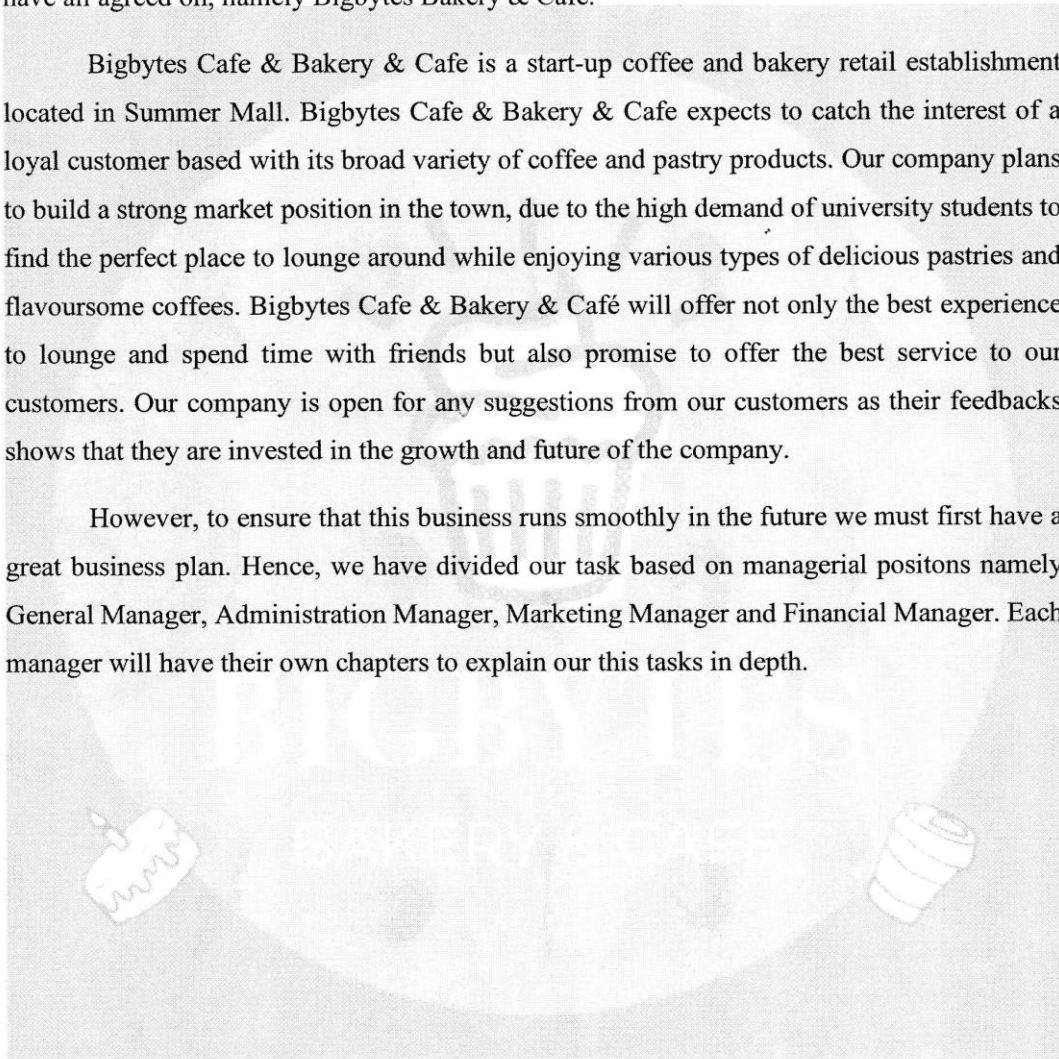 have all agreed on, namely Bigbytes Bakery & Cafe.
Bigbytes Cafe & Bakery & Cafe is a start-up coffee and bakery retail establishment
located in Summer Mall. Bigbytes Cafe & Bakery & Cafe expects to catch the interest of a
loyal customer based with its broad variety of coffee and pastry products. Our company plans
to build a strong market position in the town, due to the high demand of university students to
find the perfect place to lounge around while enjoying various types of delicious pastries and
flavoursome coffees. Bigbytes Cafe & Bakery & Café will offer not only the best experience
to lounge and spend time with friends but also promise to offer the best service to our
customers. Our company is open for any suggestions from our customers as their feedbacks
shows that they are invested in the growth and future of the company.
However, to ensure that this business runs smoothly in the future we must first have a
great business plan. Hence, we have divided our task based on managerial positons namely
General Manager, Administration Manager, Marketing Manager and Financial Manager. Each
manager will have their own chapters to explain our this tasks in depth.
BIGBYTES
BAKERY & CAFÉ